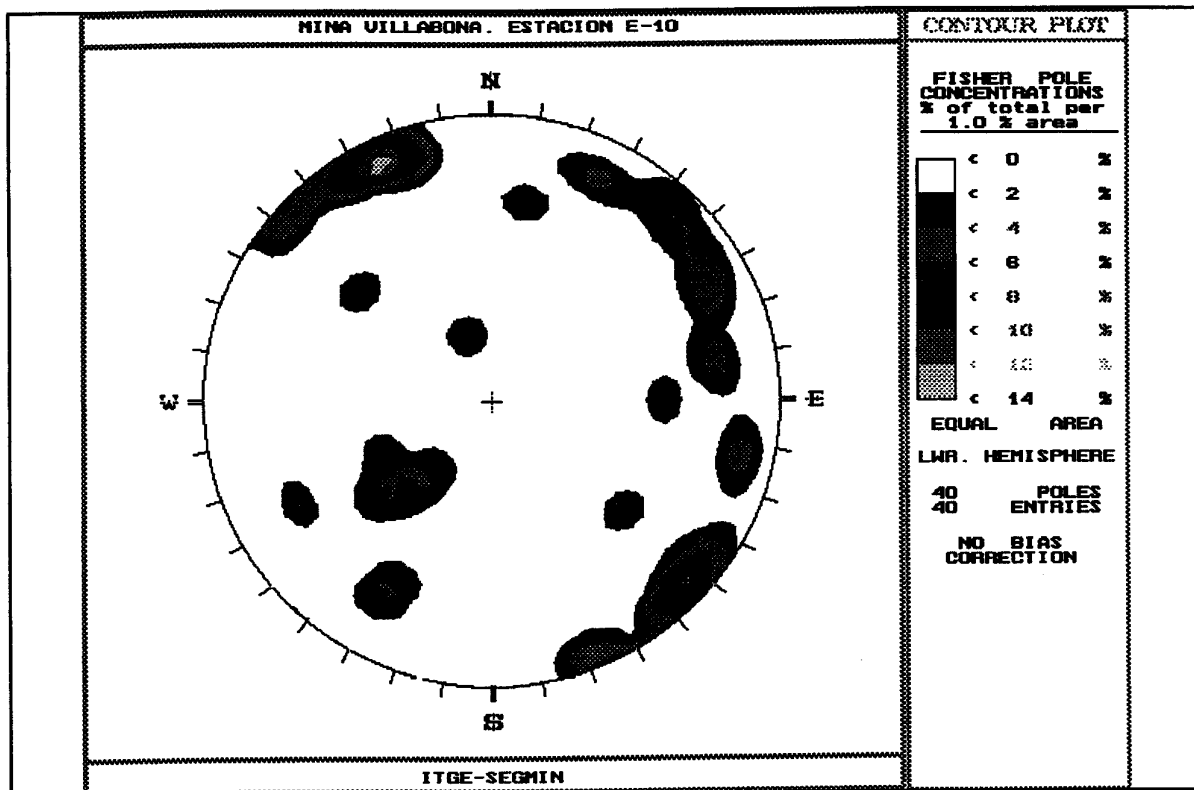 MINA VILLABONA. ESTACION E-10
CONTOUR PLOT
FISHER POLE
CONCENTRATIONS
% of total per
1.0 % area
< 0 %
< 2 %
< 4 %
< 6 %
< 8 %
< 10 %
< 12 %
< 14 %
EQUAL AREA
LWR. HEMISPHERE
40 POLES
40 ENTRIES
NO BIAS
CORRECTION
N
W
E
S
ITGE-SEGMIN